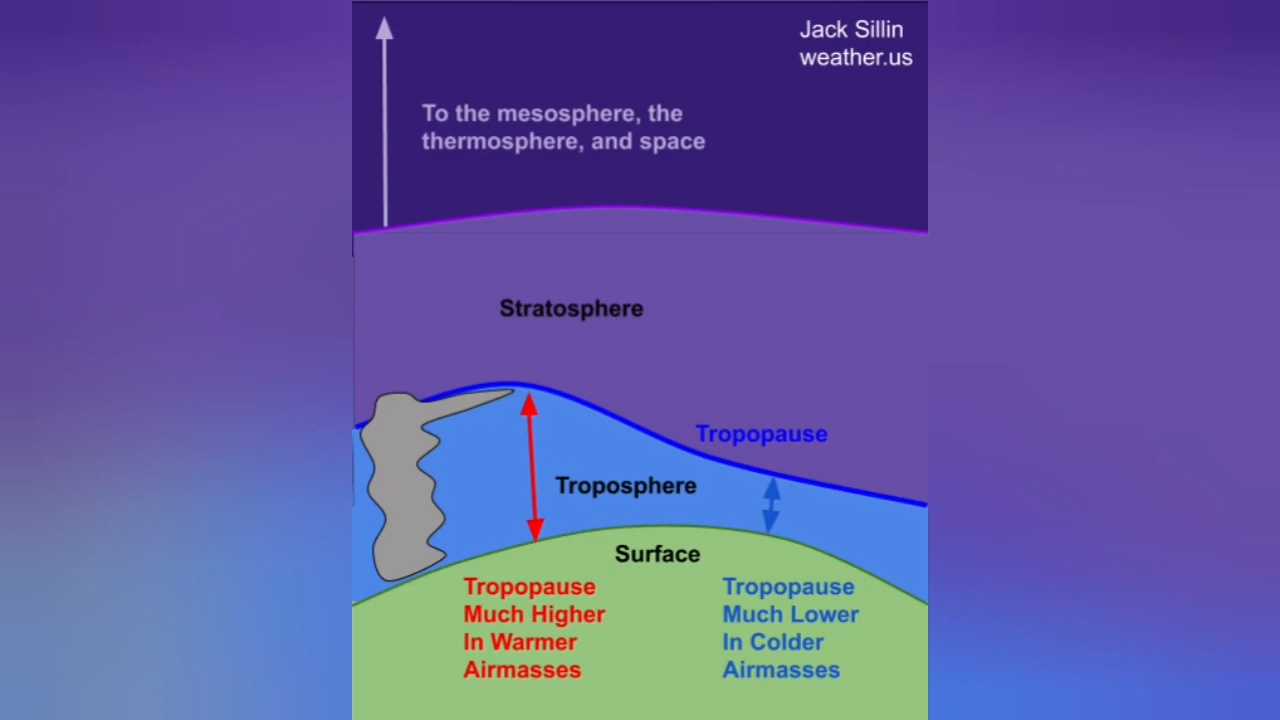 Jack Sillin
weather.us
To the mesosphere, the
thermosphere, and space
Stratosphere
Tropopause
Troposphere
Surface
Tropopause
Much Higher
In Warmer
Airmasses
Tropopause
Much Lower
In Colder
Airmasses